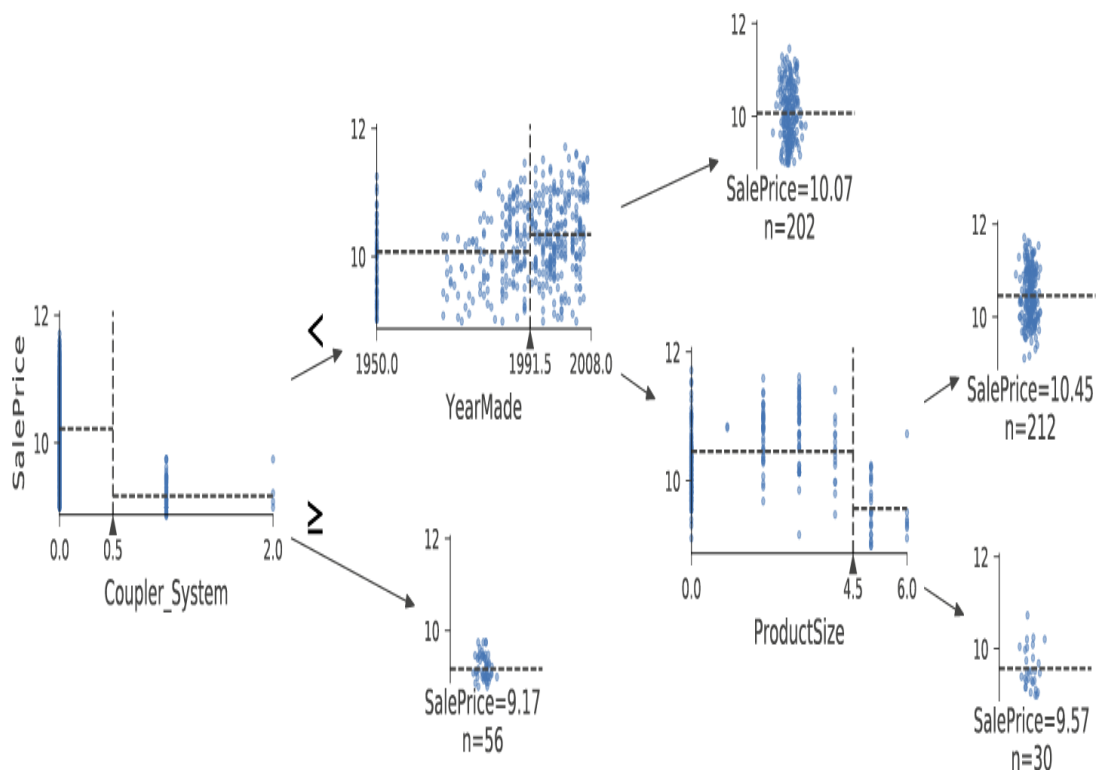 12
10
SalePrice
0.0 0.5 2.0
Coupler_System
<
≥
12
10
1950.0 1991.5 2008.0
YearMade
12
10
SalePrice=10.07
n=202
12
10
0.0 4.5 6.0
ProductSize
12
10
SalePrice=10.45
n=212
12
10
SalePrice=9.17
n=56
12
10
SalePrice=9.57
n=30